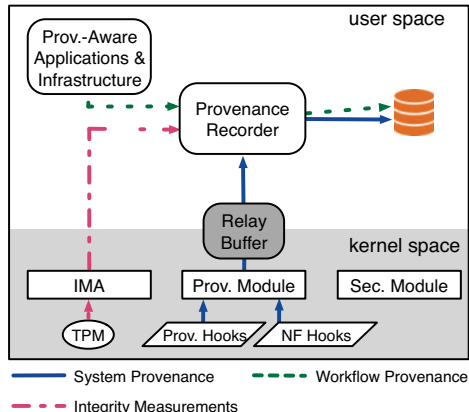 user space
Prov.-Aware
Applications &
Infrastructure
Provenance
Recorder
Relay
Buffer
kernel space
IMA
Prov. Module
Sec. Module
TPM
Prov. Hooks
NF Hooks
System Provenance
Workflow Provenance
Integrity Measurements